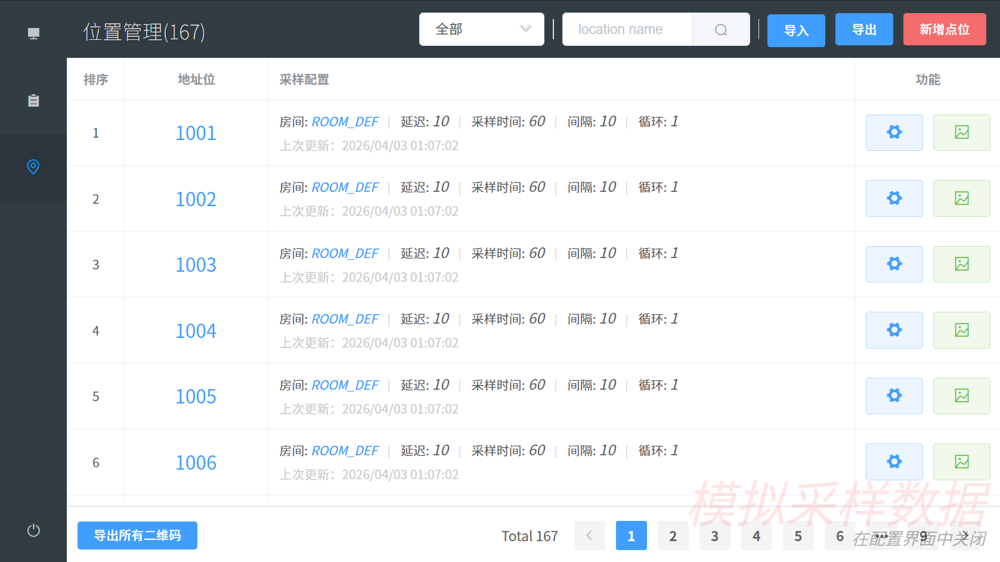 位置管理(167)
全部
location name
导入
导出
新增点位
排序
地址位
采样配置
功能
1
1001
房间: ROOM_DEF | 延迟: 10 | 采样时间: 60 | 间隔: 10 | 循环: 1
上次更新：2026/04/03 01:07:02
2
1002
房间: ROOM_DEF | 延迟: 10 | 采样时间: 60 | 间隔: 10 | 循环: 1
上次更新：2026/04/03 01:07:02
3
1003
房间: ROOM_DEF | 延迟: 10 | 采样时间: 60 | 间隔: 10 | 循环: 1
上次更新：2026/04/03 01:07:02
4
1004
房间: ROOM_DEF | 延迟: 10 | 采样时间: 60 | 间隔: 10 | 循环: 1
上次更新：2026/04/03 01:07:02
5
1005
房间: ROOM_DEF | 延迟: 10 | 采样时间: 60 | 间隔: 10 | 循环: 1
上次更新：2026/04/03 01:07:02
6
1006
房间: ROOM_DEF | 延迟: 10 | 采样时间: 60 | 间隔: 10 | 循环: 1
上次更新：2026/04/03 01:07:02
模拟采样数据
在配置界面中关闭
导出所有二维码
Total 167
1 2 3 4 5 6 ••• 9